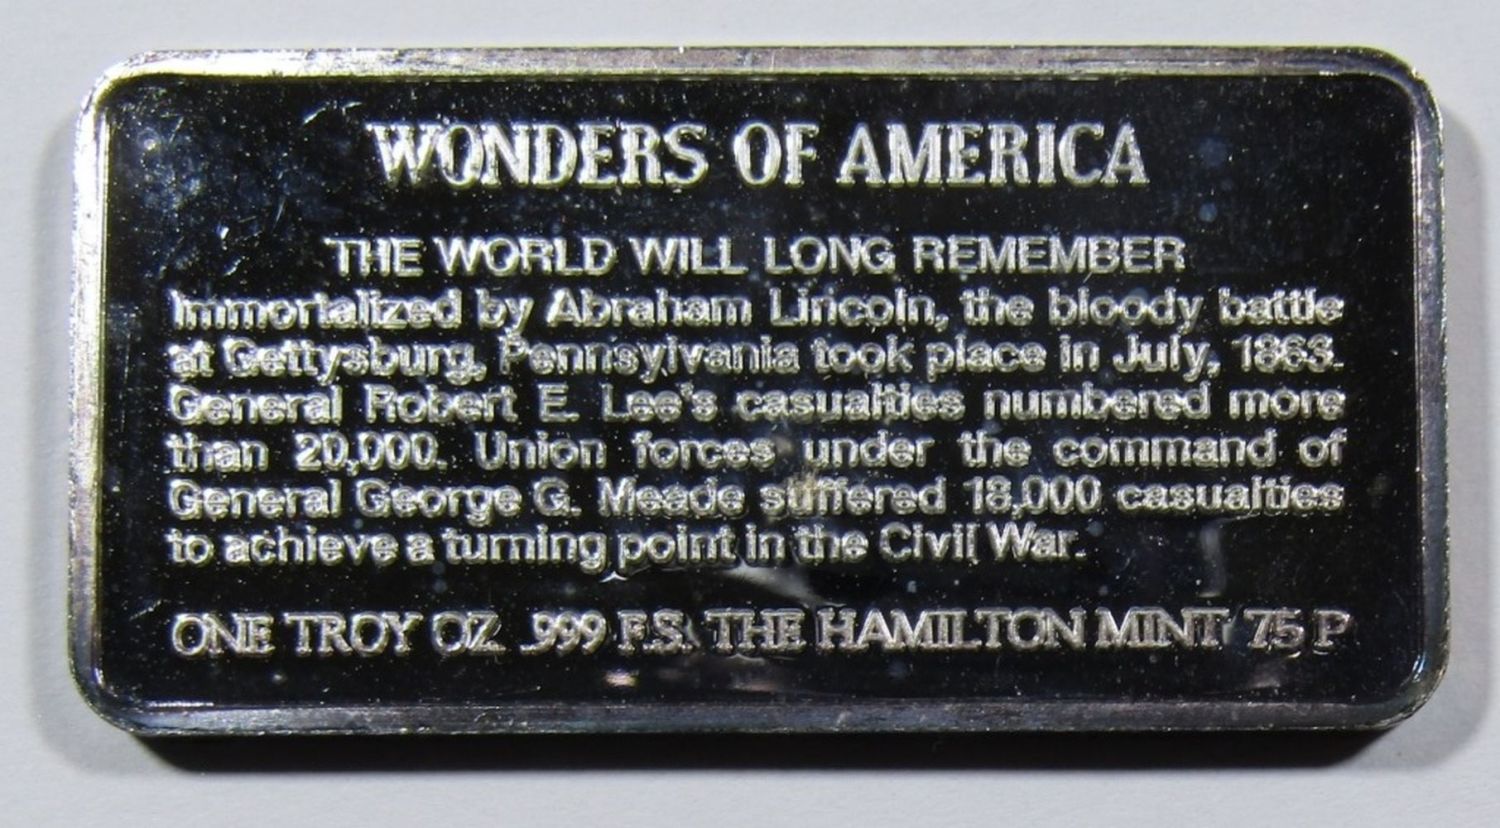 WONDERS OF AMERICA
THE WORLD WILL LONG REMEMBER
Immortalized by Abraham Lincoln, the bloody battle
at Gettysburg, Pennsylvania took place in July, 1863.
General Robert E. Lee's casualties numbered more
than 20,000. Union forces under the command of
General George G. Meade suffered 18,000 casualties
to achieve a turning point in the Civil War.
ONE TROY OZ. .999 F.S. THE HAMILTON MINT 75 P